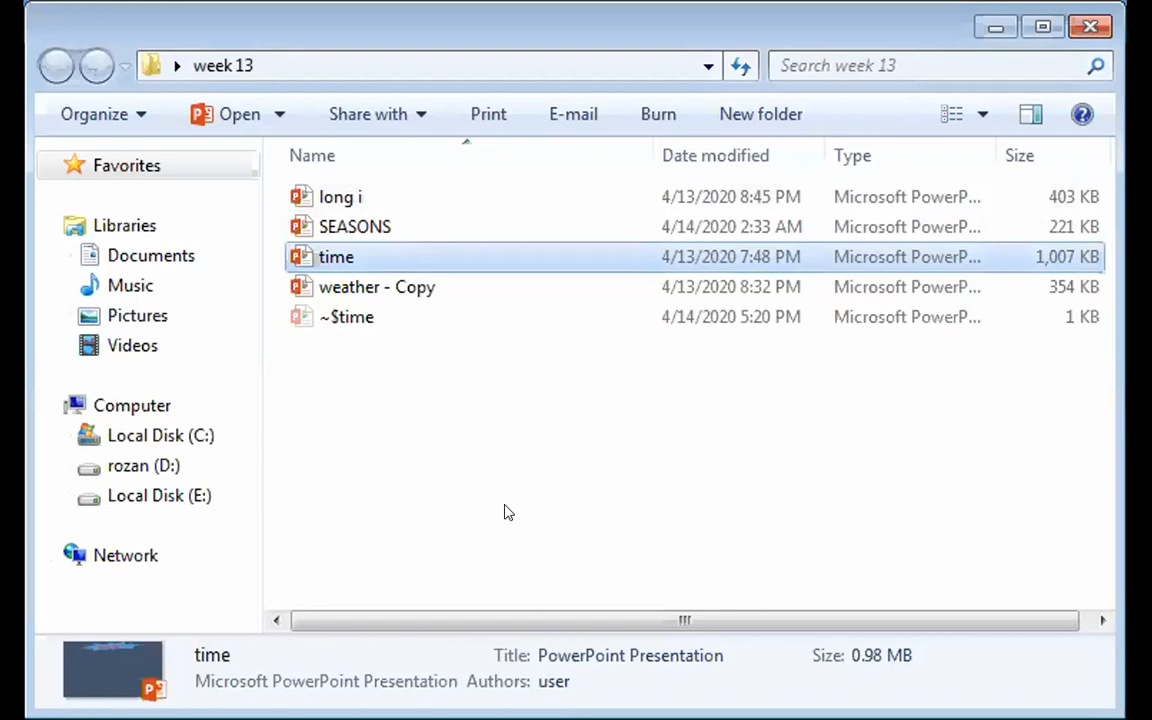 week 13
Search week 13
Organize Open Share with Print E-mail Burn New folder
Name Date modified Type Size
Favorites
Libraries
Documents
Music
Pictures
Videos
Computer
Local Disk (C:)
rozan (D:)
Local Disk (E:)
Network
long i 4/13/2020 8:45 PM Microsoft PowerP... 403 KB
SEASONS 4/14/2020 2:33 AM Microsoft PowerP... 221 KB
time 4/13/2020 7:48 PM Microsoft PowerP... 1,007 KB
weather - Copy 4/13/2020 8:32 PM Microsoft PowerP... 354 KB
~$time 4/14/2020 5:20 PM Microsoft PowerP... 1 KB
time Title: PowerPoint Presentation Size: 0.98 MB
Microsoft PowerPoint Presentation Authors: user